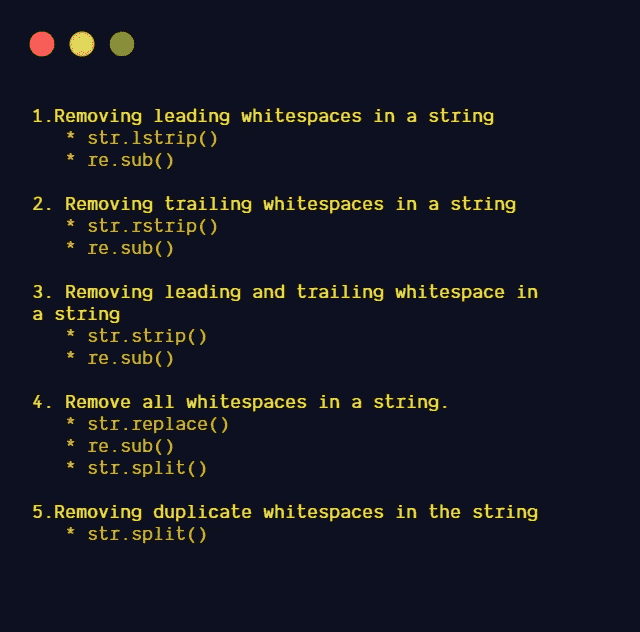 1.Removing leading whitespaces in a string
* str.lstrip()
* re.sub()
2. Removing trailing whitespaces in a string
* str.rstrip()
* re.sub()
3. Removing leading and trailing whitespace in
a string
* str.strip()
* re.sub()
4. Remove all whitespaces in a string.
* str.replace()
* re.sub()
* str.split()
5.Removing duplicate whitespaces in the string
* str.split()